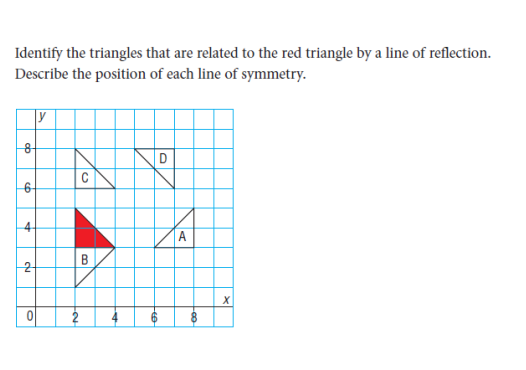 Identify the triangles that are related to the red triangle by a line of reflection.
Describe the position of each line of symmetry.
y
8
D
C
6
4
A
B
2
x
0 2 4 6 8